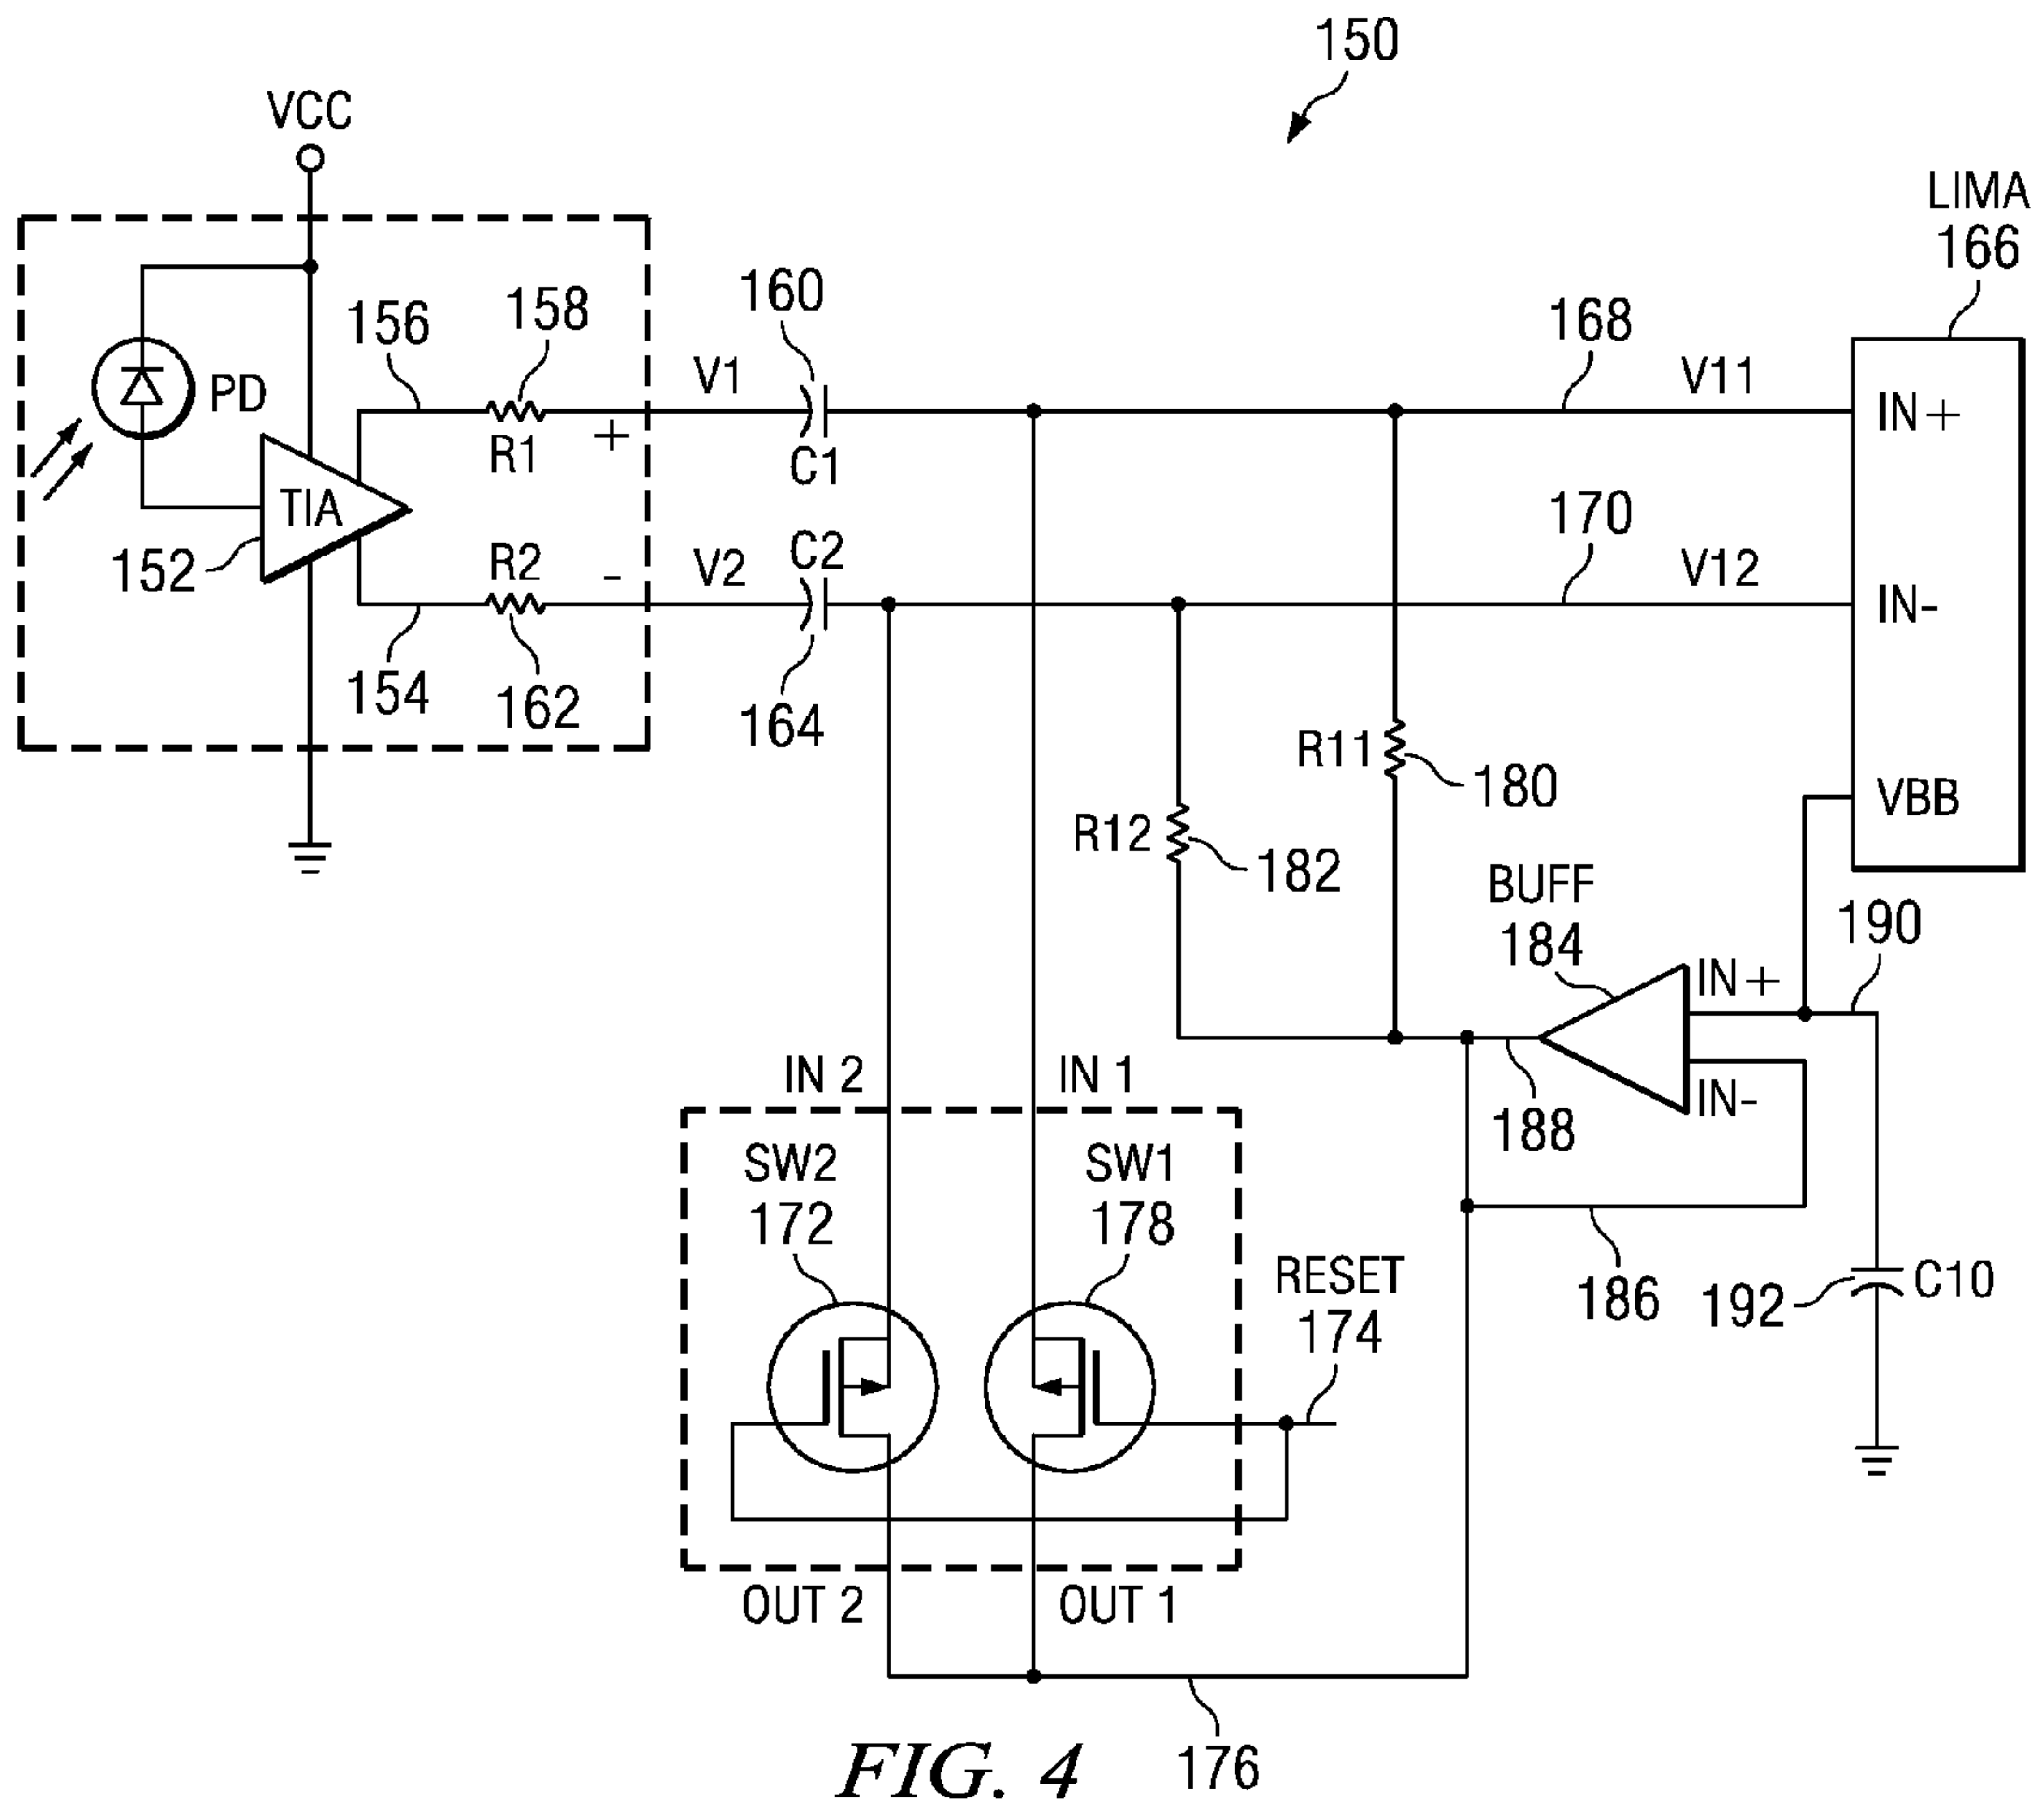 150
VCC
LIMA
166
160
158
156
168
V1
V11
PD
IN+
R1
+
C1
TIA
170
152
R2
-
V2
C2
V12
IN-
154
162
164
R11
180
VBB
R12
182
BUFF
184
190
IN+
IN 2
IN 1
IN-
188
SW2
172
SW1
178
RESET
174
186
192
C10
OUT 2
OUT 1
176
FIG. 4